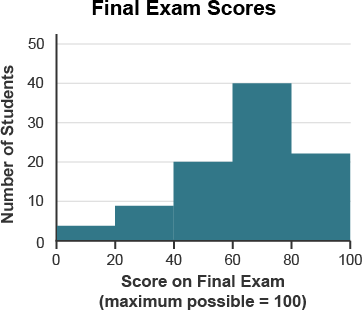 Final Exam Scores
Number of Students
50
40
30
20
10
0
0 20 40 60 80 100
Score on Final Exam
(maximum possible = 100)